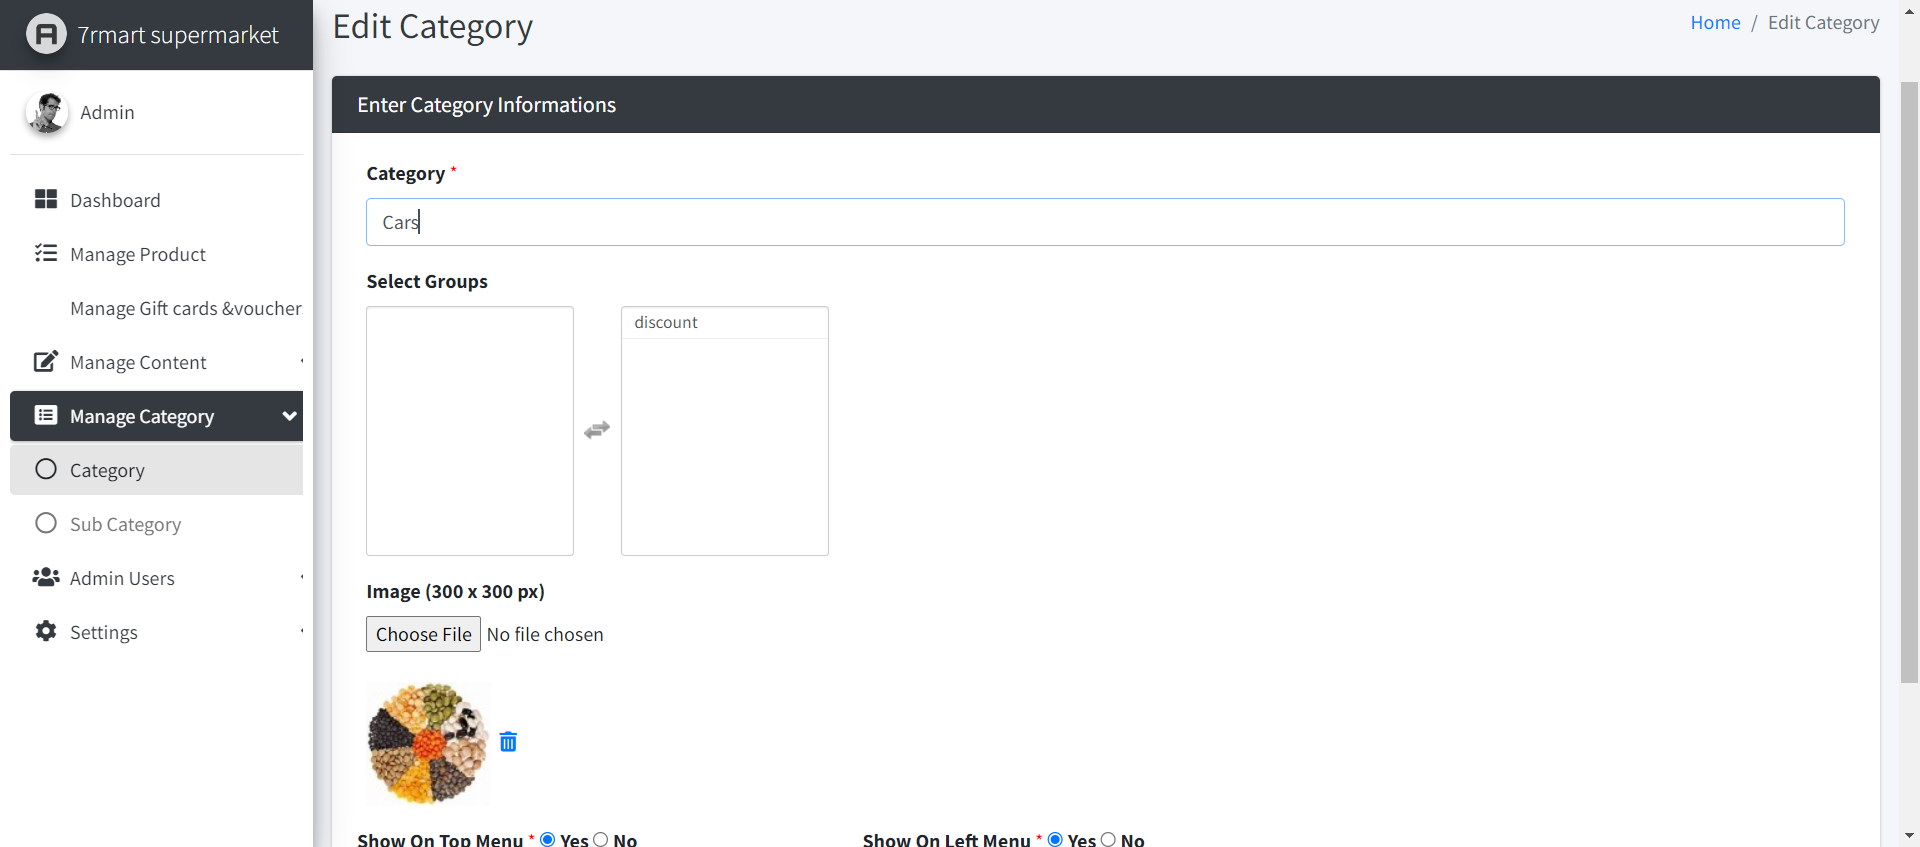 7rmart supermarket
Admin
Dashboard
Manage Product
Manage Gift cards &voucher
Manage Content
Manage Category
Category
Sub Category
Admin Users
Settings
Edit Category
Home / Edit Category
Enter Category Informations
Category *
Cars
Select Groups
discount
Image (300 x 300 px)
Choose File No file chosen
Show On Top Menu * Yes No
Show On Left Menu * Yes No